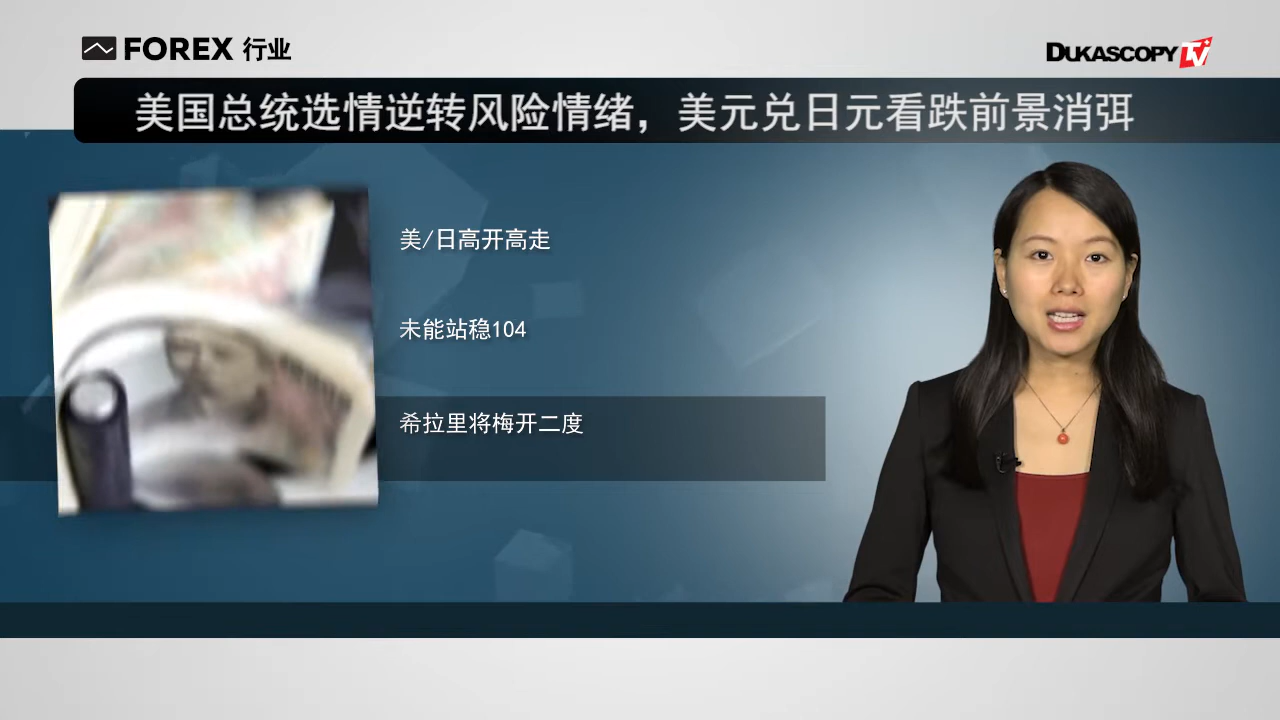 FOREX 行业
DUKASCOPY TV
美国总统选情逆转风险情绪，美元兑日元看跌前景消弭
美/日高开高走
未能站稳104
希拉里将梅开二度